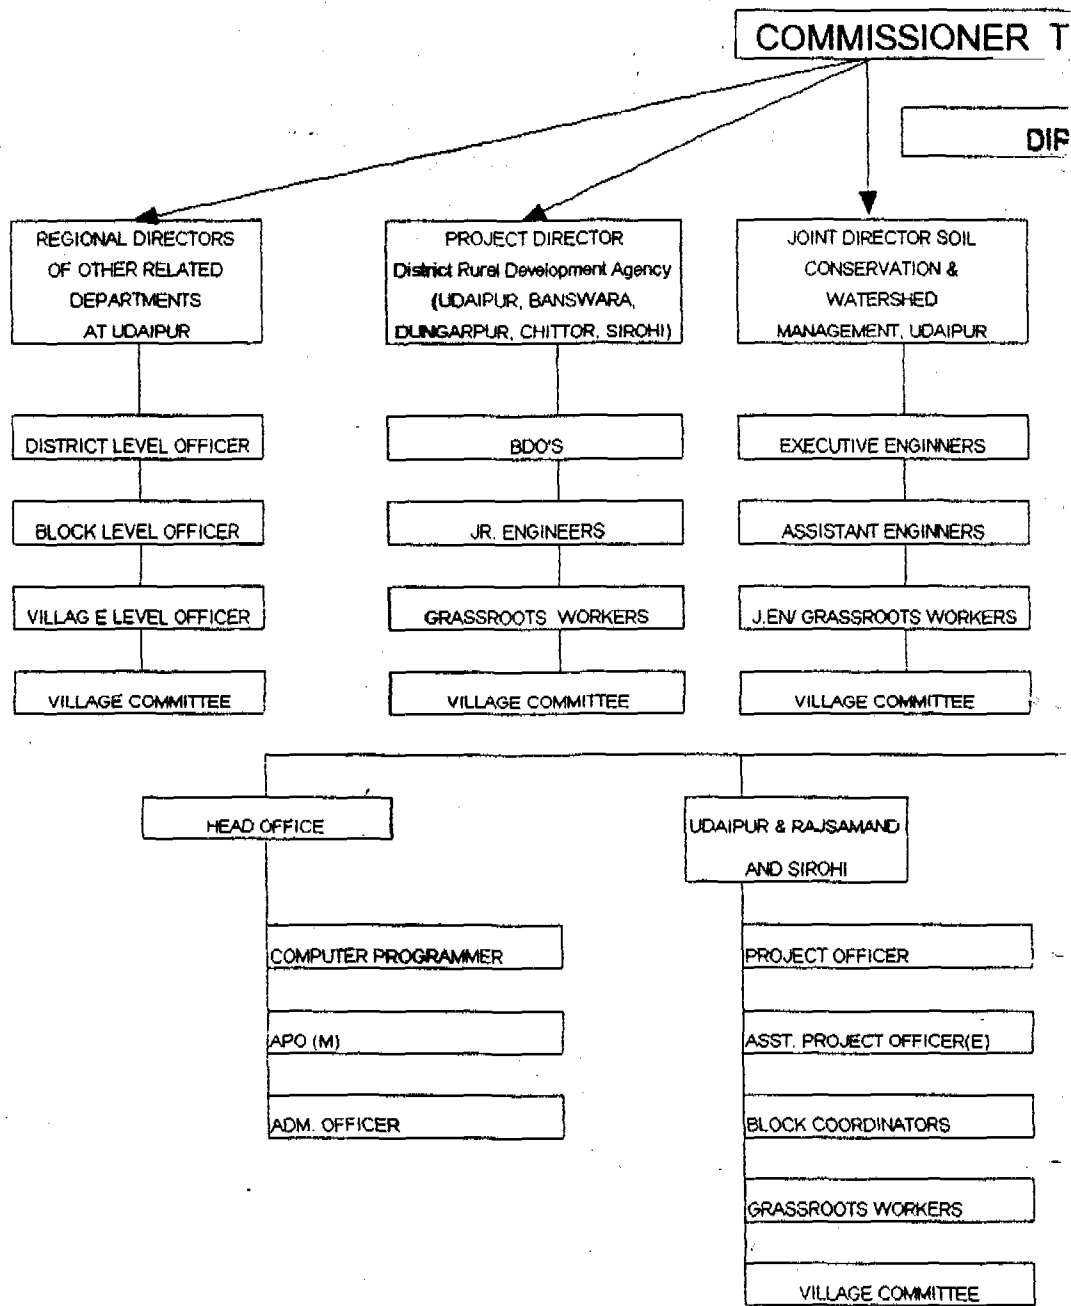 COMMISSIONER T
DIR
REGIONAL DIRECTORS
OF OTHER RELATED
DEPARTMENTS
AT UDAIPUR
PROJECT DIRECTOR
District Rural Development Agency
(UDAIPUR, BANSWARA,
DUNGARPUR, CHITTOR, SIROHI)
JOINT DIRECTOR SOIL
CONSERVATION &
WATERSHED
MANAGEMENT, UDAIPUR
DISTRICT LEVEL OFFICER
BDO'S
EXECUTIVE ENGINNERS
BLOCK LEVEL OFFICER
JR. ENGINEERS
ASSISTANT ENGINNERS
VILLAG E LEVEL OFFICER
GRASSROOTS WORKERS
J.EN/ GRASSROOTS WORKERS
VILLAGE COMMITTEE
VILLAGE COMMITTEE
VILLAGE COMMITTEE
HEAD OFFICE
UDAIPUR & RAJSAMAND
AND SIROHI
COMPUTER PROGRAMMER
PROJECT OFFICER
APO (M)
ASST. PROJECT OFFICER(E)
ADM. OFFICER
BLOCK COORDINATORS
GRASSROOTS WORKERS
VILLAGE COMMITTEE